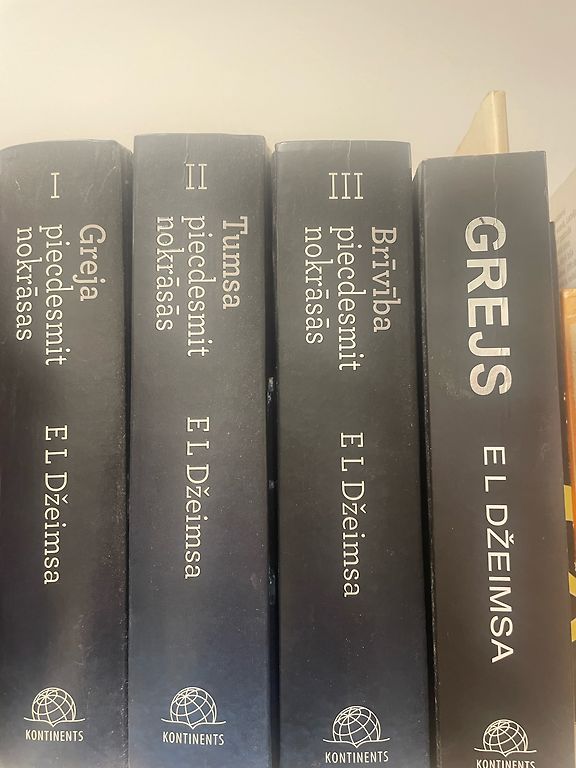 I
Greja
piecdesmit
nokrāsās
E L Džeimsa
KONTINENTS
II
Tumsa
piecdesmit
nokrāsās
E L Džeimsa
KONTINENTS
III
Brīvība
piecdesmit
nokrāsās
E L Džeimsa
KONTINENTS
GREJS
E L DŽEIMSA
KONTINENTS